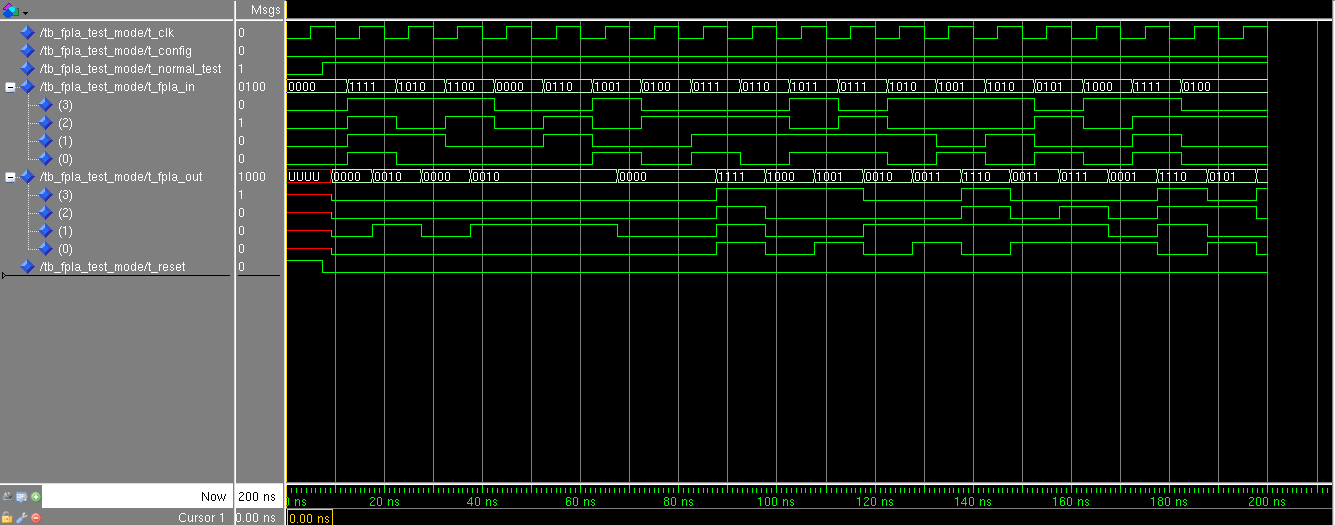 Msgs
/tb_fpla_test_mode/t_clk 0
/tb_fpla_test_mode/t_config 0
/tb_fpla_test_mode/t_normal_test 1
/tb_fpla_test_mode/t_fpla_in 0100 0000 1111 1010 1100 0000 0110 1001 0100 0111 0110 1011 1111 1011 1001 1010 0101 1000 1111 0100
(3) 0
(2) 1
(1) 0
(0) 0
/tb_fpla_test_mode/t_fpla_out 1000 UUUU 0000 0010 0000 0010 0000 1111 1000 1001 0010 0011 1110 0011 0111 0001 1110 0101
(3) 1
(2) 0
(1) 0
(0) 0
/tb_fpla_test_mode/t_reset 0
Now 200 ns ns 20 ns 40 ns 60 ns 80 ns 100 ns 120 ns 140 ns 160 ns 180 ns 200 ns
Cursor 1 0.00 ns 0.00 ns